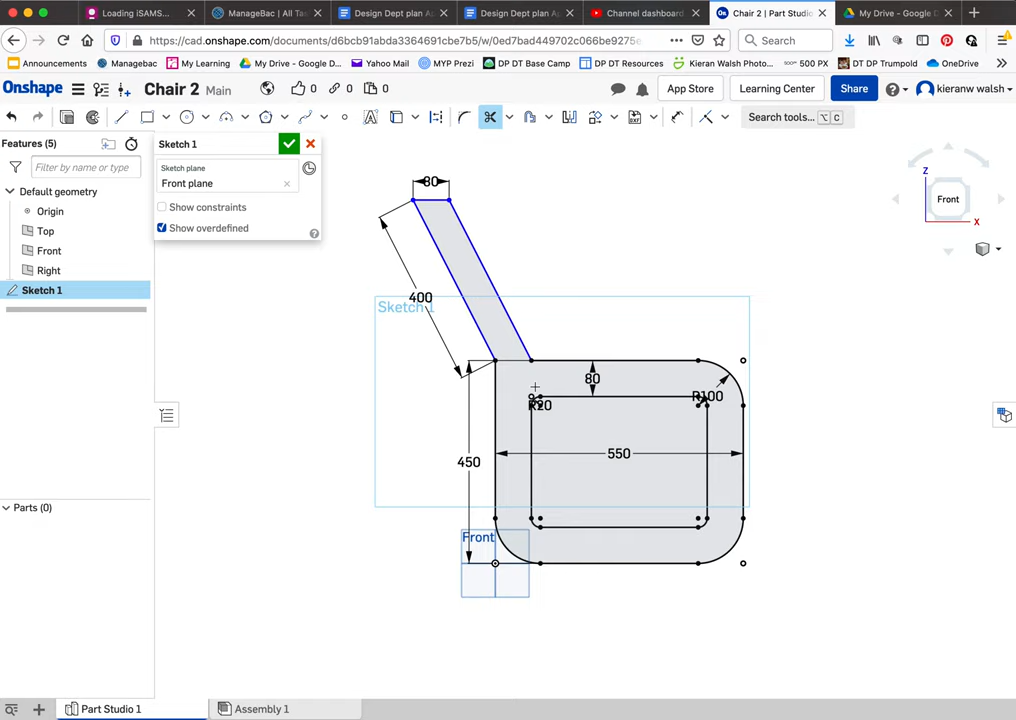 Loading iSAMS...
ManageBac | All Ta
Design Dept plan A
Design Dept plan A
Channel dashboard
Chair 2 | Part Studio
My Drive - Google D
https://cad.onshape.com/documents/d6bcb91abda3364691cbe7b5/w/0ed7bad449702c066be9275e
Search
Announcements
Managebac
My Learning
My Drive - Google D...
Yahoo Mail
MYP Prezi
DP DT Base Camp
DP DT Resources
Kieran Walsh Photo...
500 PX
DT DP Trumpold
OneDrive
Onshape
Chair 2 Main
0
0
0
App Store
Learning Center
Share
kieranw walsh
Search tools...
C
Features (5)
Filter by name or type
Default geometry
Origin
Top
Front
Right
Sketch 1
Parts (0)
Sketch 1
Sketch plane
Front plane
Show constraints
Show overdefined
80
400
Sketch 1
80
R100
R20
450
550
Front
Z
Front
X
Part Studio 1
Assembly 1